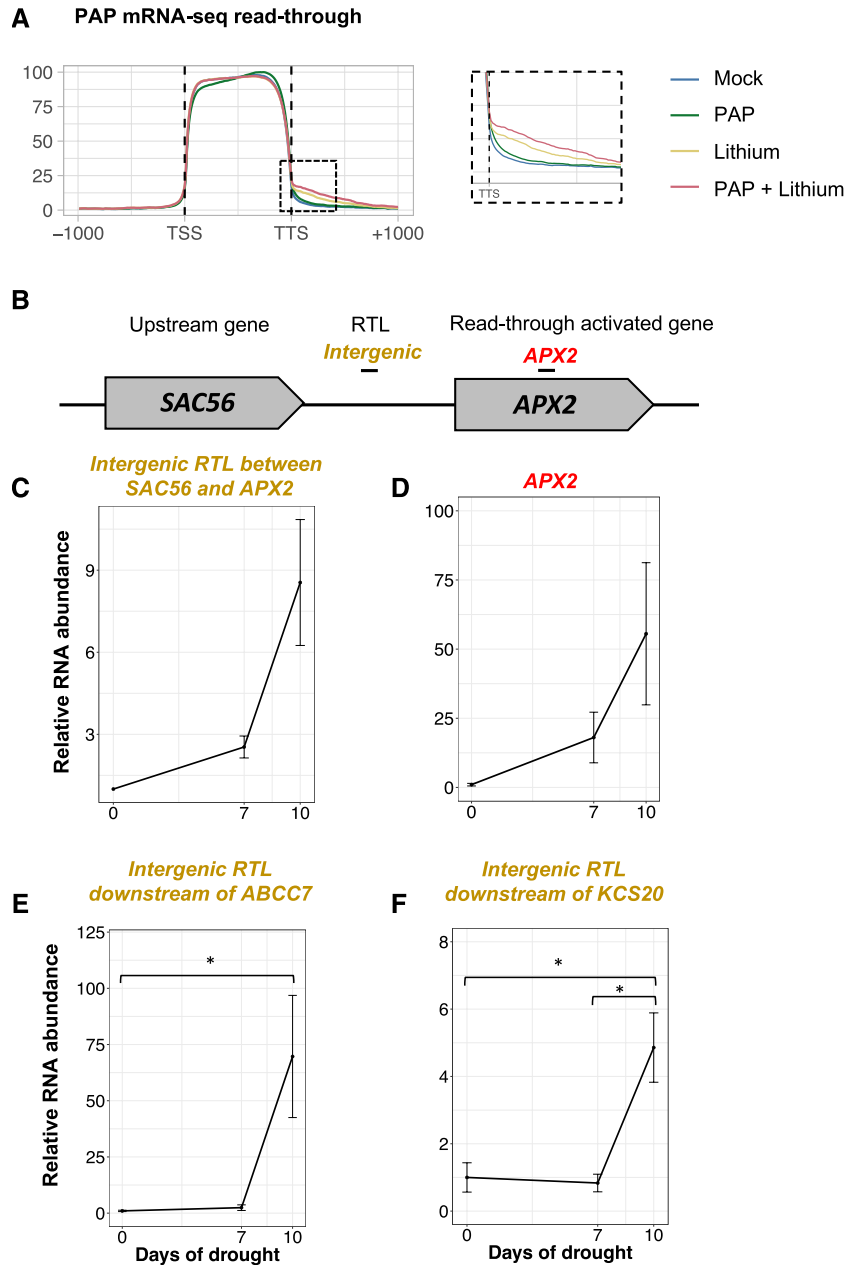 A
PAP mRNA-seq read-through
100
75
50
25
0
−1000
TSS
TTS
+1000
TTS
Mock
PAP
Lithium
PAP + Lithium
B
Upstream gene
RTL
Read-through activated gene
Intergenic
APX2
SAC56
APX2
C
Intergenic RTL between
SAC56 and APX2
Relative RNA abundance
9
6
3
0
7
10
D
APX2
100
75
50
25
0
0
7
10
E
Intergenic RTL
downstream of ABCC7
Relative RNA abundance
125
100
75
50
25
0
*
0
7
10
Days of drought
F
Intergenic RTL
downstream of KCS20
8
6
4
2
0
*
*
0
7
10
Days of drought